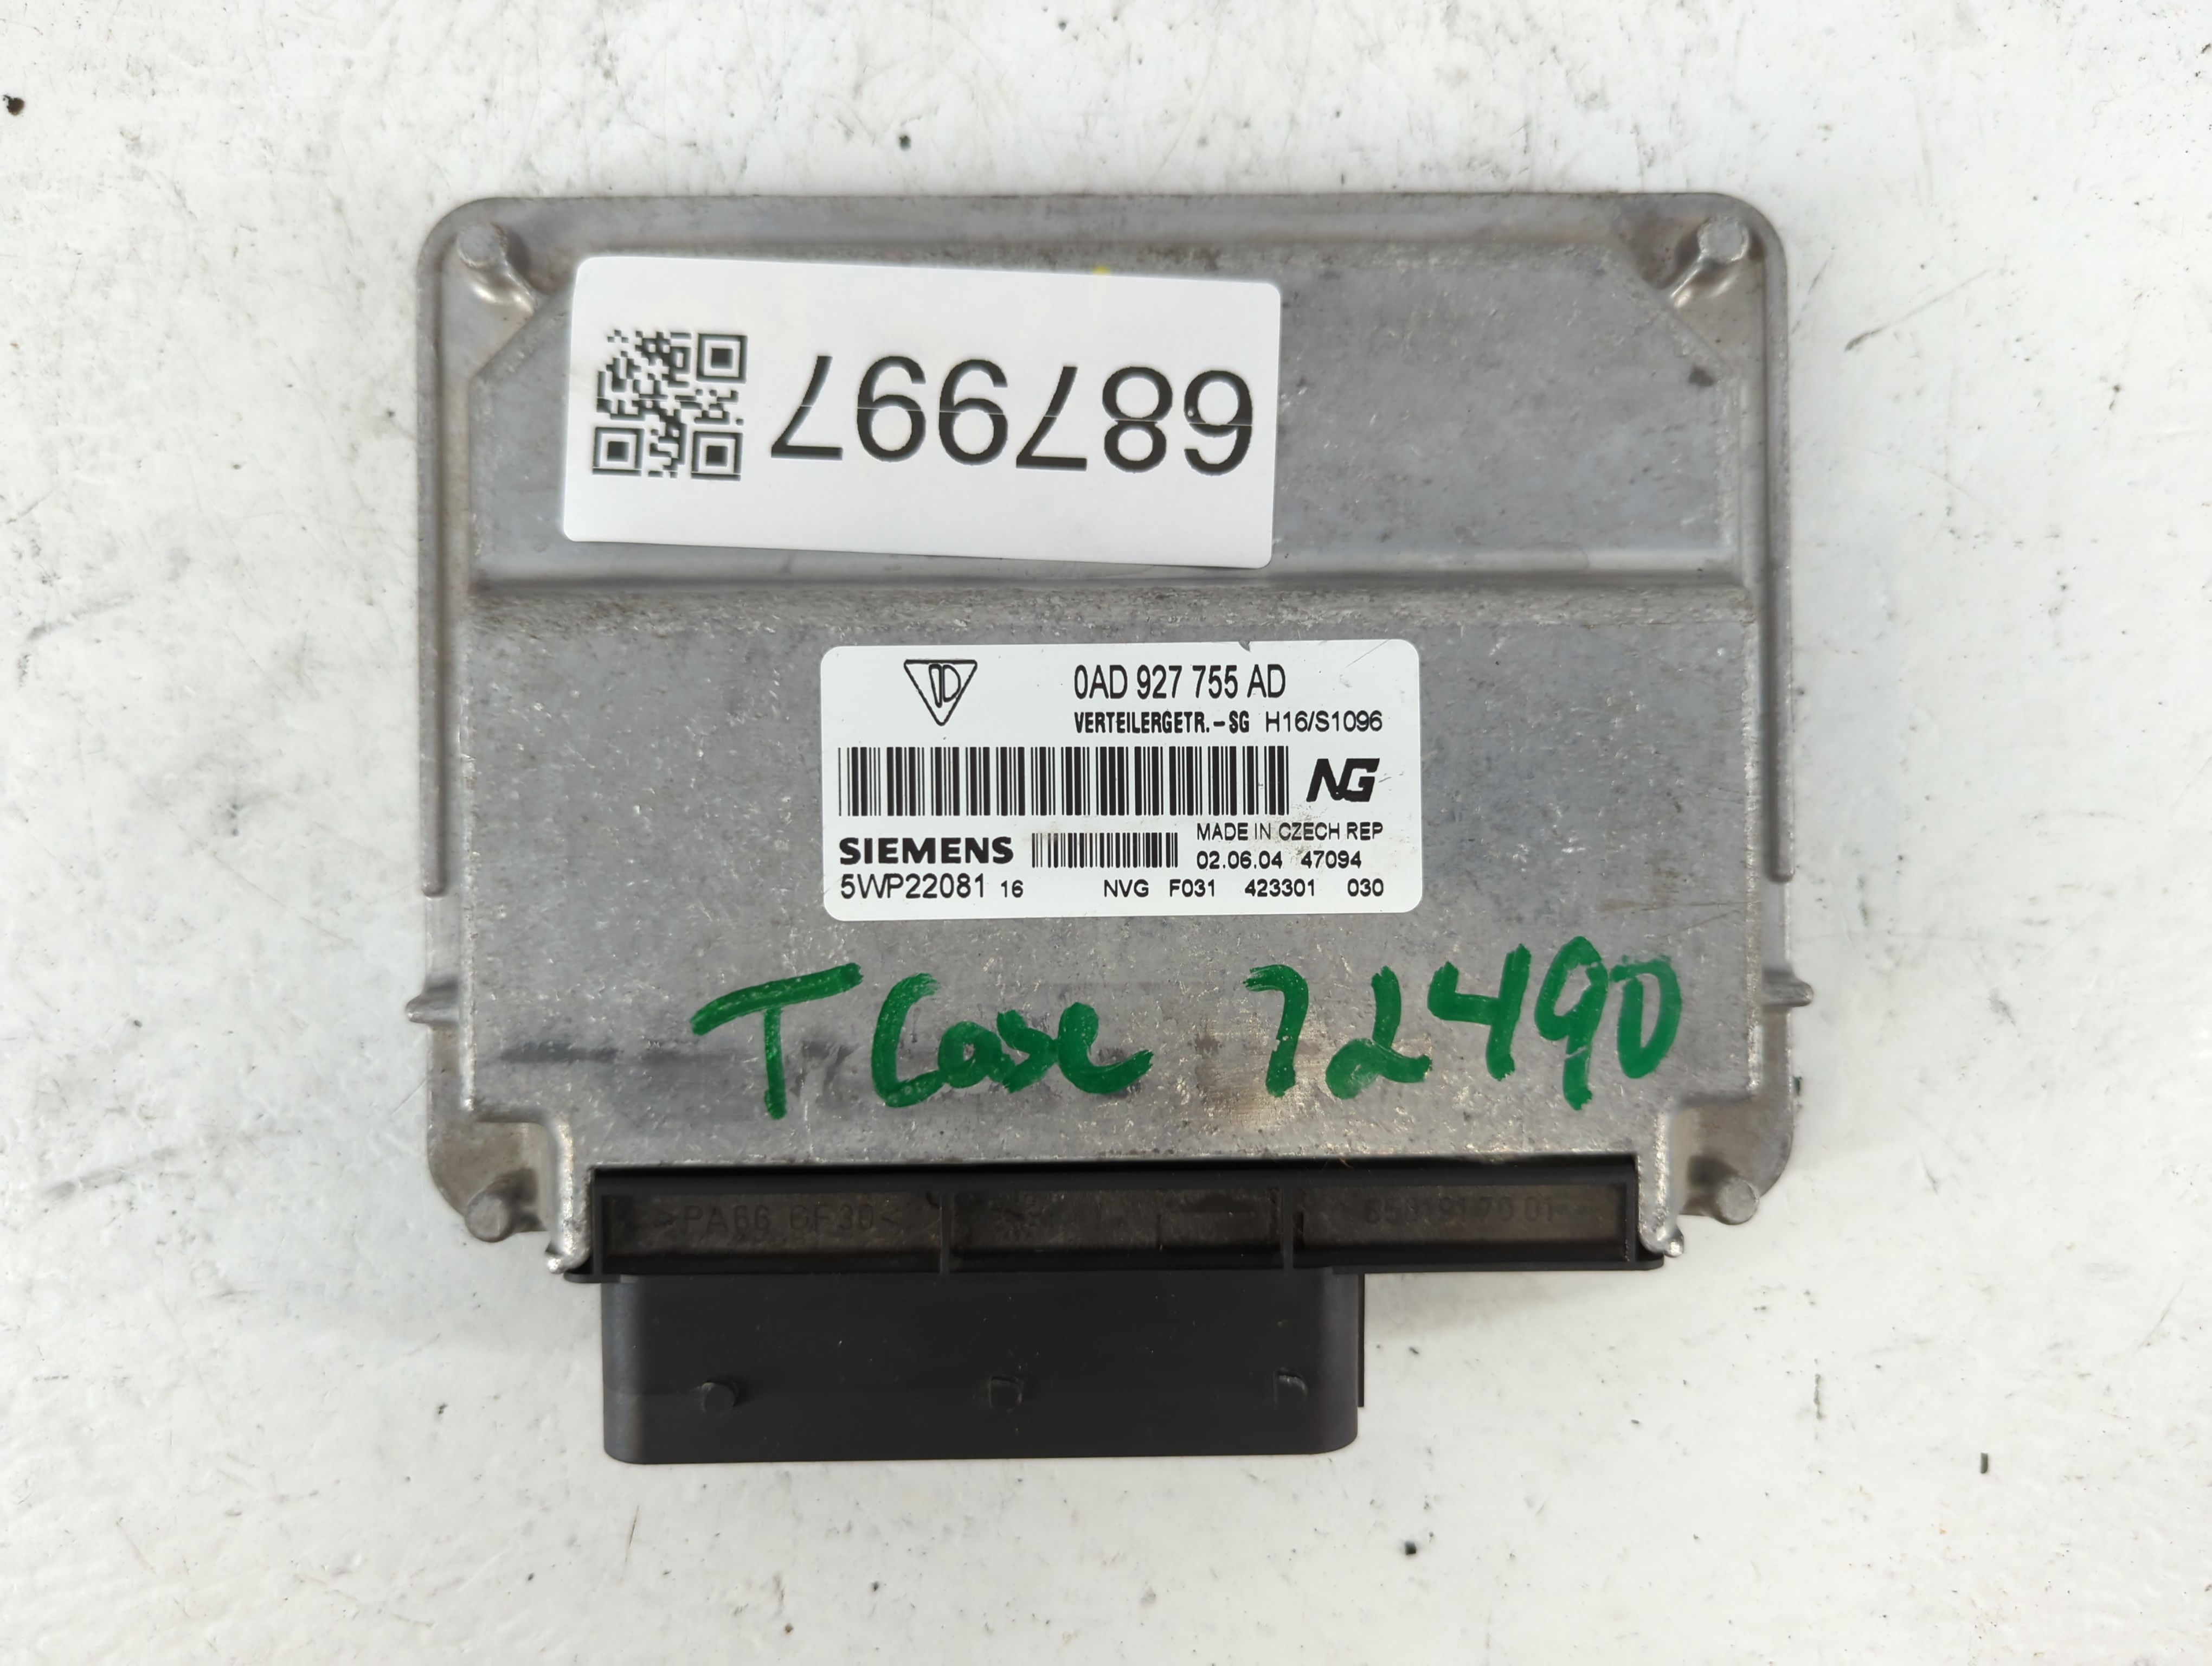 687997
0AD 927 755 AD
VERTEILERGETR.-SG H16/S1096
NG
MADE IN CZECH REP
SIEMENS 02.06.04 47094
5WP22081 16 NVG F031 423301 030
T Case 72490
>PA66 GF30<